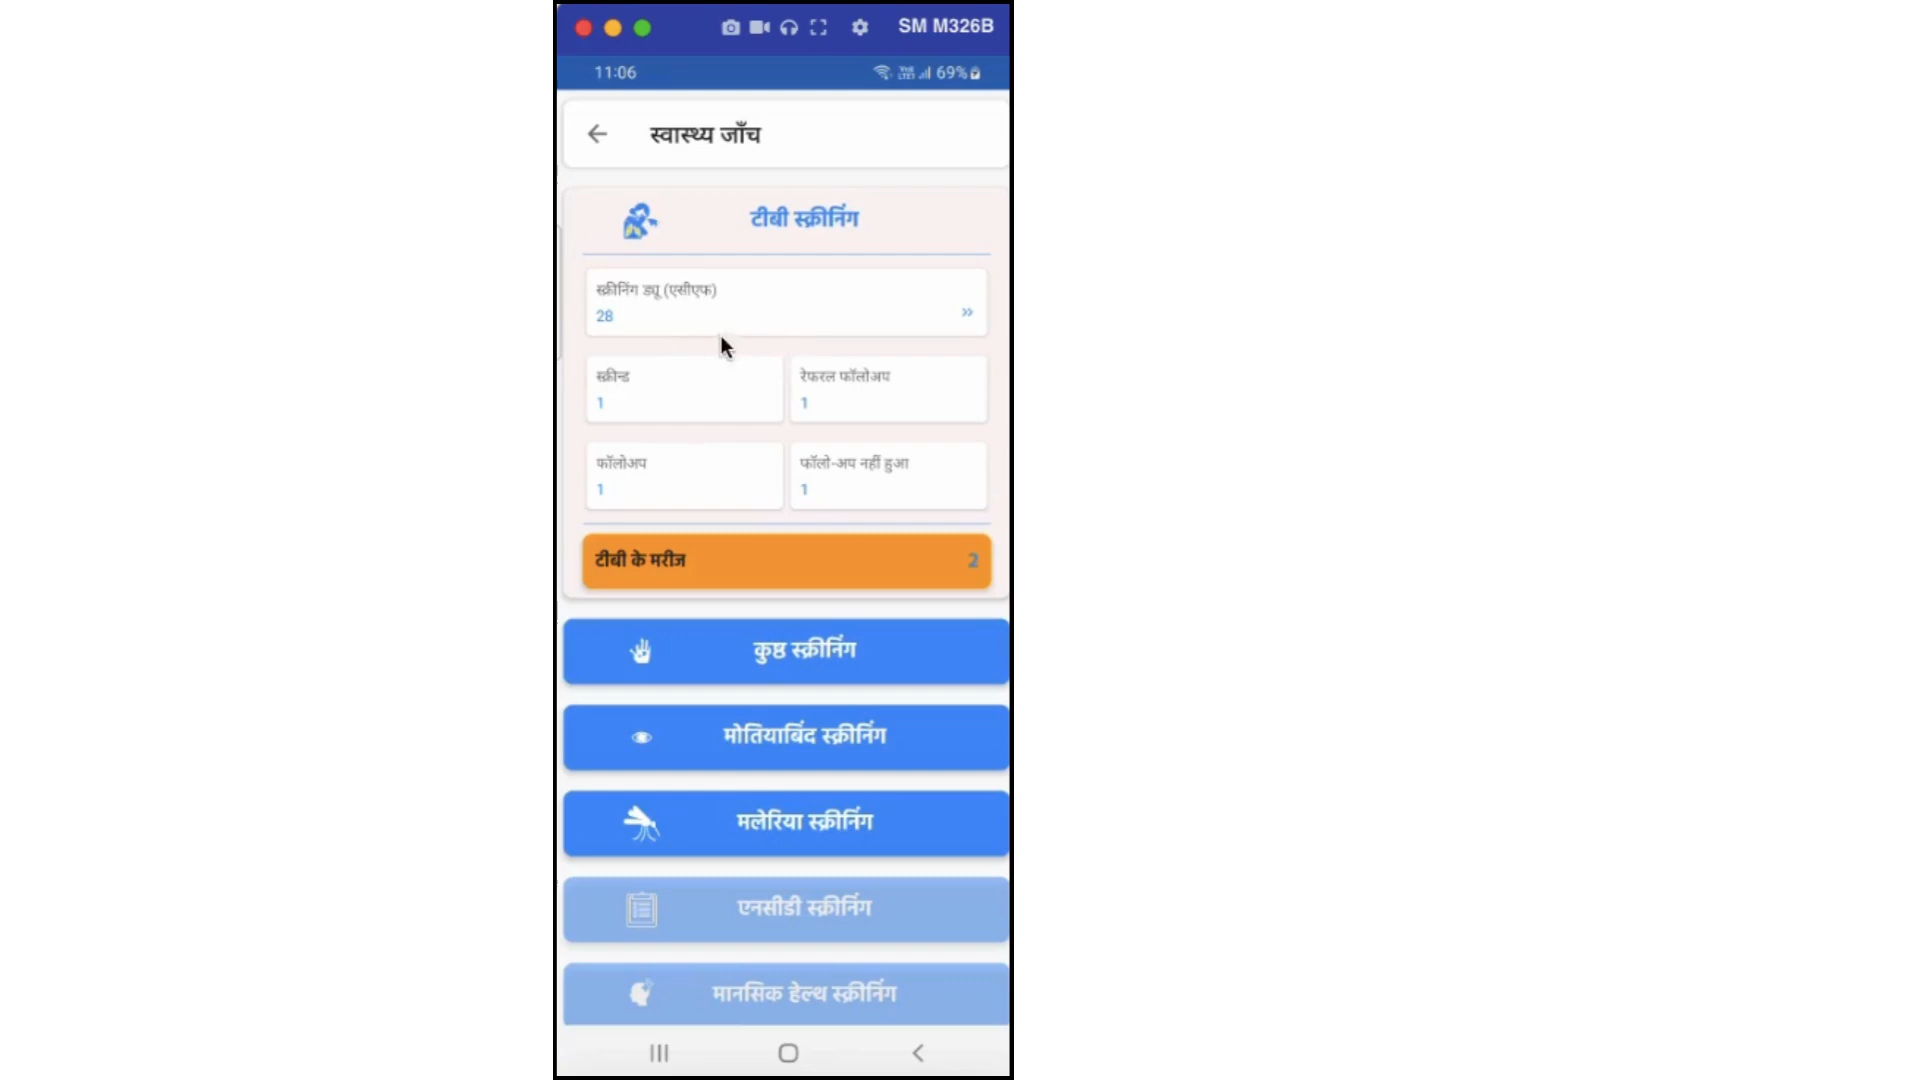 SM M326B
11:06
69%
स्वास्थ्य जाँच
टीबी स्क्रीनिंग
स्क्रीनिंग ड्यू (एसीएफ)
28
स्क्रीन्ड
रेफरल फॉलोअप
1
1
फॉलोअप
फॉलो-अप नहीं हुआ
1
1
टीबी के मरीज
2
कुष्ठ स्क्रीनिंग
मोतियाबिंद स्क्रीनिंग
मलेरिया स्क्रीनिंग
एनसीडी स्क्रीनिंग
मानसिक हेल्थ स्क्रीनिंग